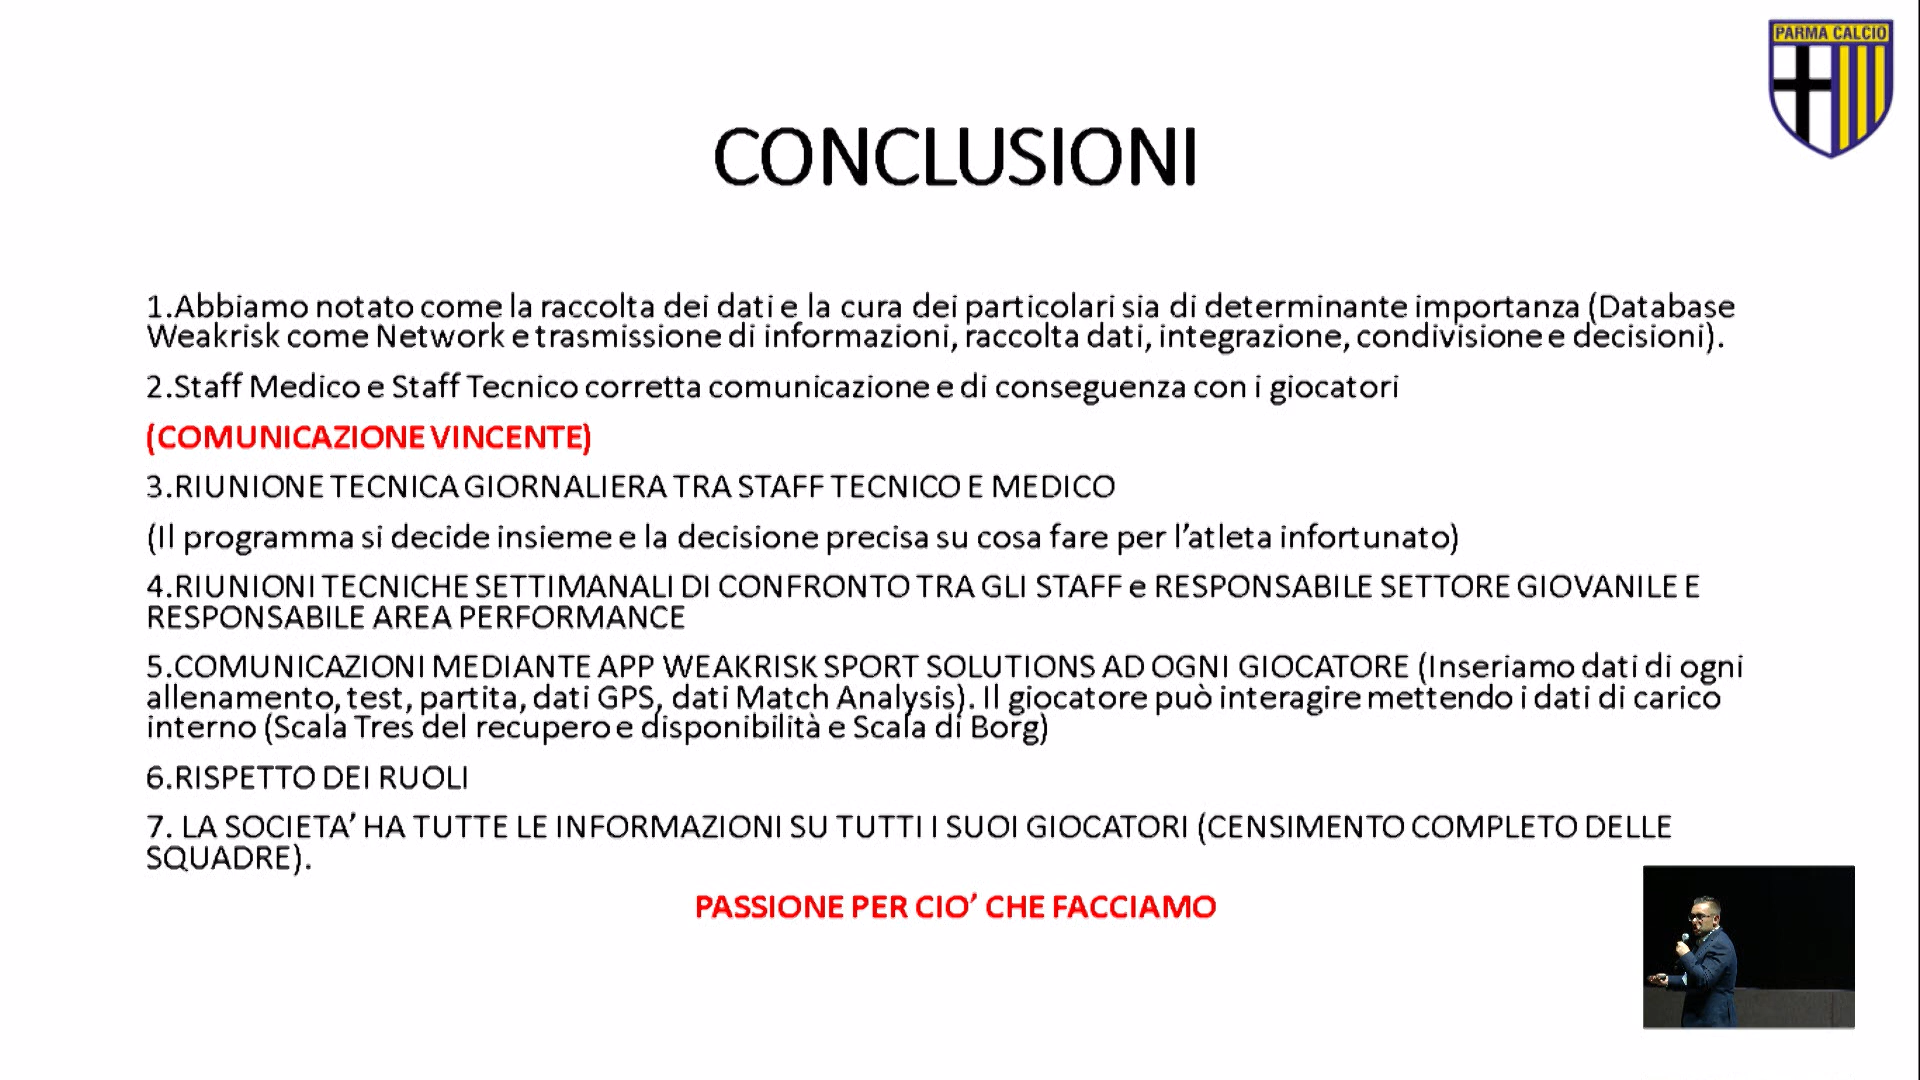 PARMA CALCIO
CONCLUSIONI
1.Abbiamo notato come la raccolta dei dati e la cura dei particolari sia di determinante importanza (Database
Weakrisk come Network e trasmissione di informazioni, raccolta dati, integrazione, condivisione e decisioni).
2.Staff Medico e Staff Tecnico corretta comunicazione e di conseguenza con i giocatori
(COMUNICAZIONE VINCENTE)
3.RIUNIONE TECNICA GIORNALIERA TRA STAFF TECNICO E MEDICO
(Il programma si decide insieme e la decisione precisa su cosa fare per l’atleta infortunato)
4.RIUNIONI TECNICHE SETTIMANALI DI CONFRONTO TRA GLI STAFF e RESPONSABILE SETTORE GIOVANILE E
RESPONSABILE AREA PERFORMANCE
5.COMUNICAZIONI MEDIANTE APP WEAKRISK SPORT SOLUTIONS AD OGNI GIOCATORE (Inseriamo dati di ogni
allenamento, test, partita, dati GPS, dati Match Analysis). Il giocatore può interagire mettendo i dati di carico
interno (Scala Tres del recupero e disponibilità e Scala di Borg)
6.RISPETTO DEI RUOLI
7. LA SOCIETA’ HA TUTTE LE INFORMAZIONI SU TUTTI I SUOI GIOCATORI (CENSIMENTO COMPLETO DELLE
SQUADRE).
PASSIONE PER CIO’ CHE FACCIAMO